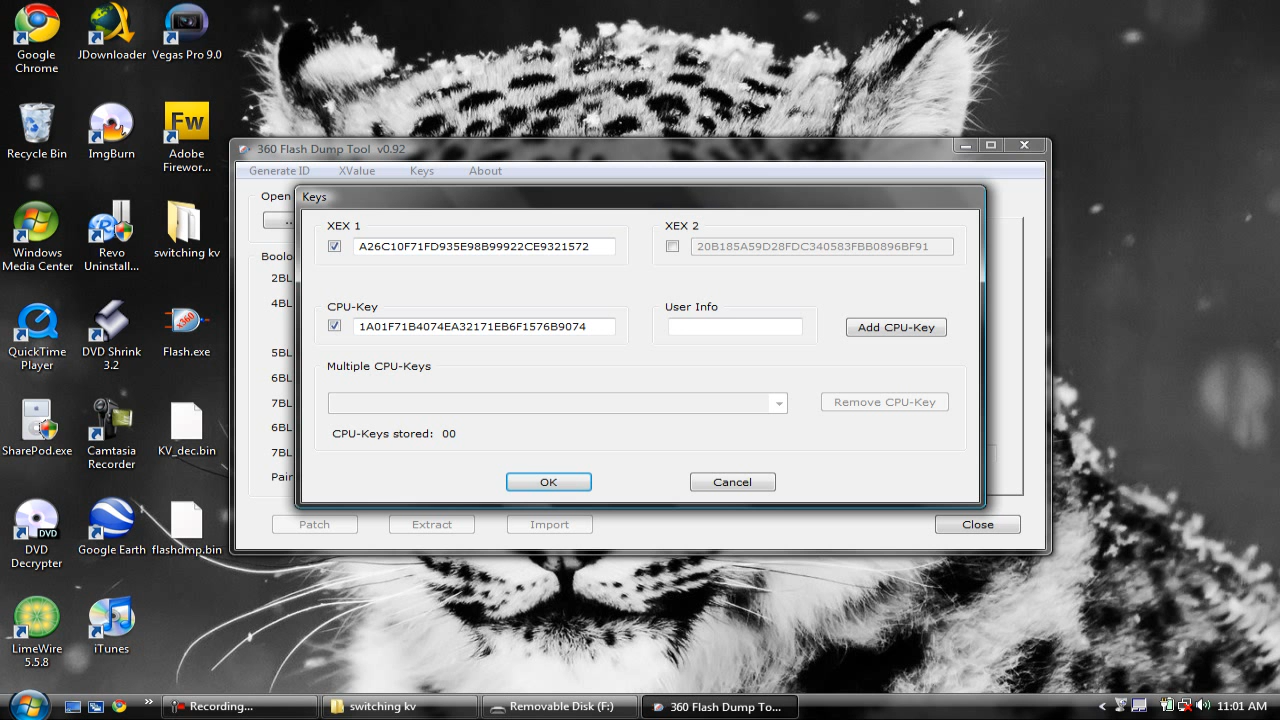 Google Chrome
JDownloader
Vegas Pro 9.0
Recycle Bin
ImgBurn
Fw
Adobe Firewor...
Windows Media Center
Revo Uninstall...
switching kv
QuickTime Player
DVD Shrink 3.2
x360
Flash.exe
SharePod.exe
Camtasia Recorder
KV_dec.bin
DVD
DVD Decrypter
Google Earth
flashdmp.bin
LimeWire 5.5.8
iTunes
360 Flash Dump Tool v0.92
Generate ID XValue Keys About
Open
..
Boolo
2BL
4BL
5BL
6BL
7BL
6BL
7BL
Pair
Keys
XEX 1
A26C10F71FD935E98B99922CE9321572
XEX 2
20B185A59D28FDC340583FBB0896BF91
CPU-Key
1A01F71B4074EA32171EB6F1576B9074
User Info
Add CPU-Key
Multiple CPU-Keys
Remove CPU-Key
CPU-Keys stored: 00
OK Cancel
Patch Extract Import Close
Recording...
switching kv
Removable Disk (F:)
360 Flash Dump To...
11:01 AM